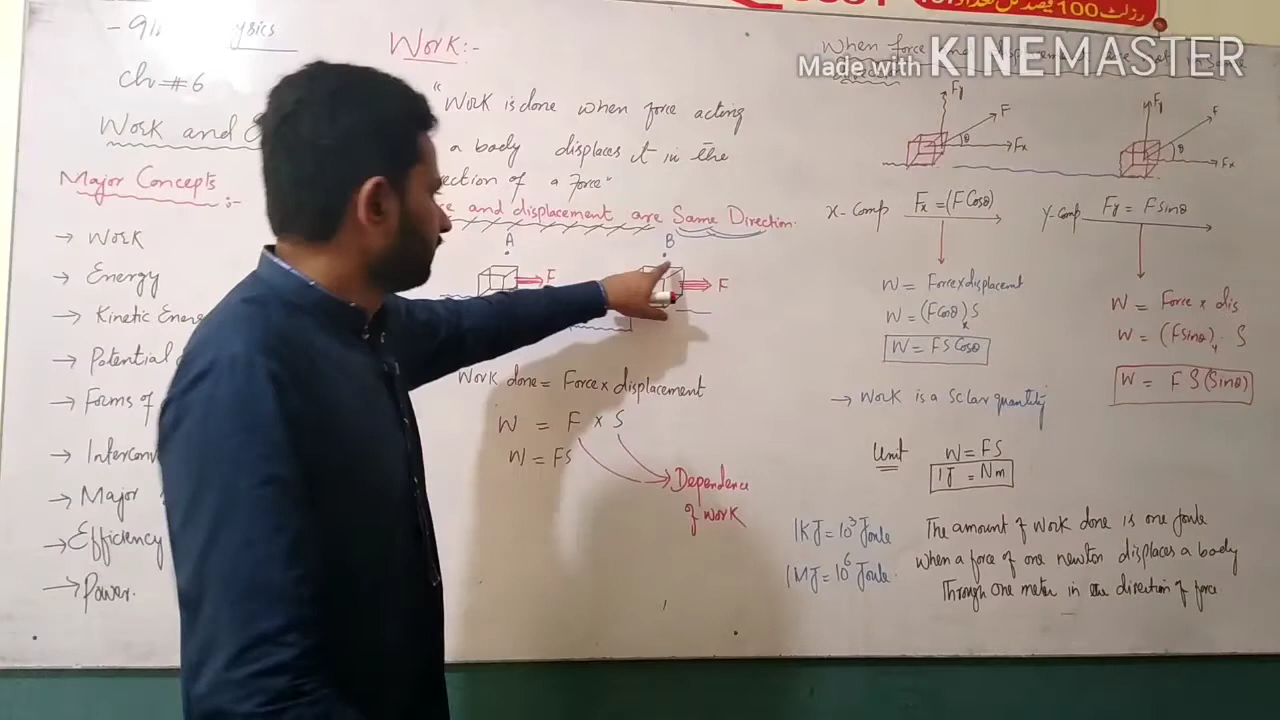 رزلٹ 100 فیصد
Made with KINEMASTER
Ch # 6
Work and
Major Concepts :-
→ Work
→ Energy
→ Kinetic Ener
→ Potential
→ Forms of
→ Intercon
→ Major
→ Efficiency
→ Power.
Work:-
"Work is done when force acting
a body displaces it in the
ection of a Force"
and displacement are Same Direction.
A
B
F
F
Work done = Force x displacement
W = F x S
W = FS
Dependence
of work
When force
Fy
F
θ
Fx
Fy
F
θ
Fx
X-Comp Fx = (F Cosθ)
W = Force x displacemt
W = (F Cosθ)x S
W = F S Cosθ
Y-Comp Fy = F sinθ
W = Force x dis
W = (F sinθ)y . S
W = F S (Sinθ)
→ Work is a Sclar quantity
Unit W = FS
1J = Nm
1KJ = 10³ Joule
1MJ = 10⁶ Joule.
The amount of work done is one Joule
when a force of one newton displaces a body
Through one meter in the direction of force